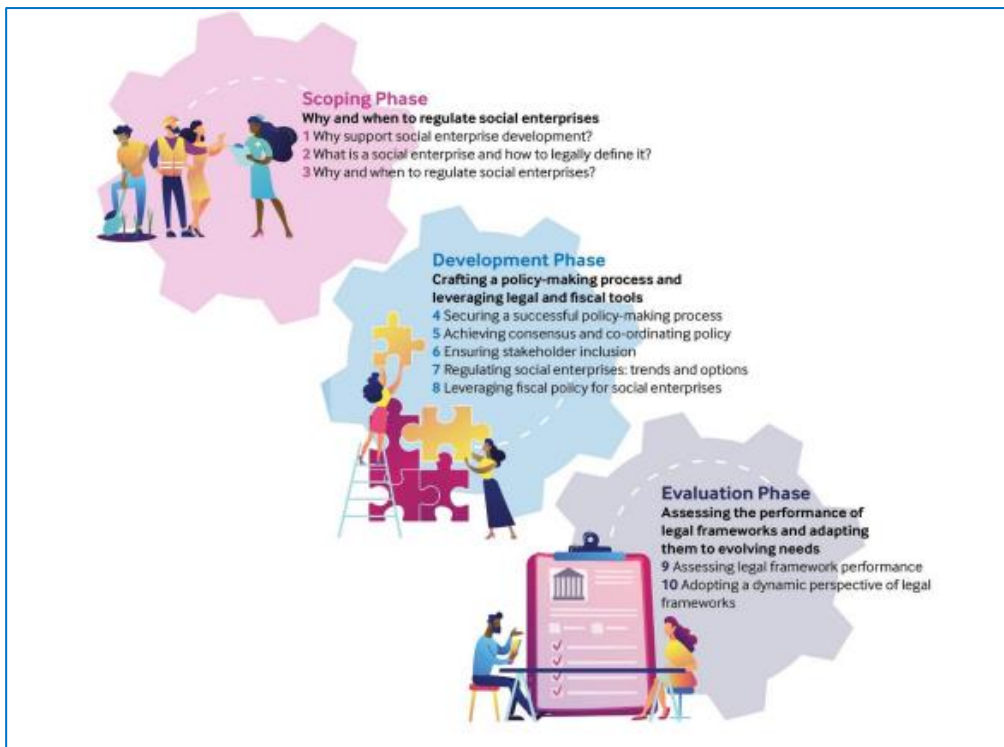 Scoping Phase
Why and when to regulate social enterprises
1 Why support social enterprise development?
2 What is a social enterprise and how to legally define it?
3 Why and when to regulate social enterprises?
Development Phase
Crafting a policy-making process and
leveraging legal and fiscal tools
4 Securing a successful policy-making process
5 Achieving consensus and co-ordinating policy
6 Ensuring stakeholder inclusion
7 Regulating social enterprises: trends and options
8 Leveraging fiscal policy for social enterprises
Evaluation Phase
Assessing the performance of
legal frameworks and adapting
them to evolving needs
9 Assessing legal framework performance
10 Adopting a dynamic perspective of legal
frameworks